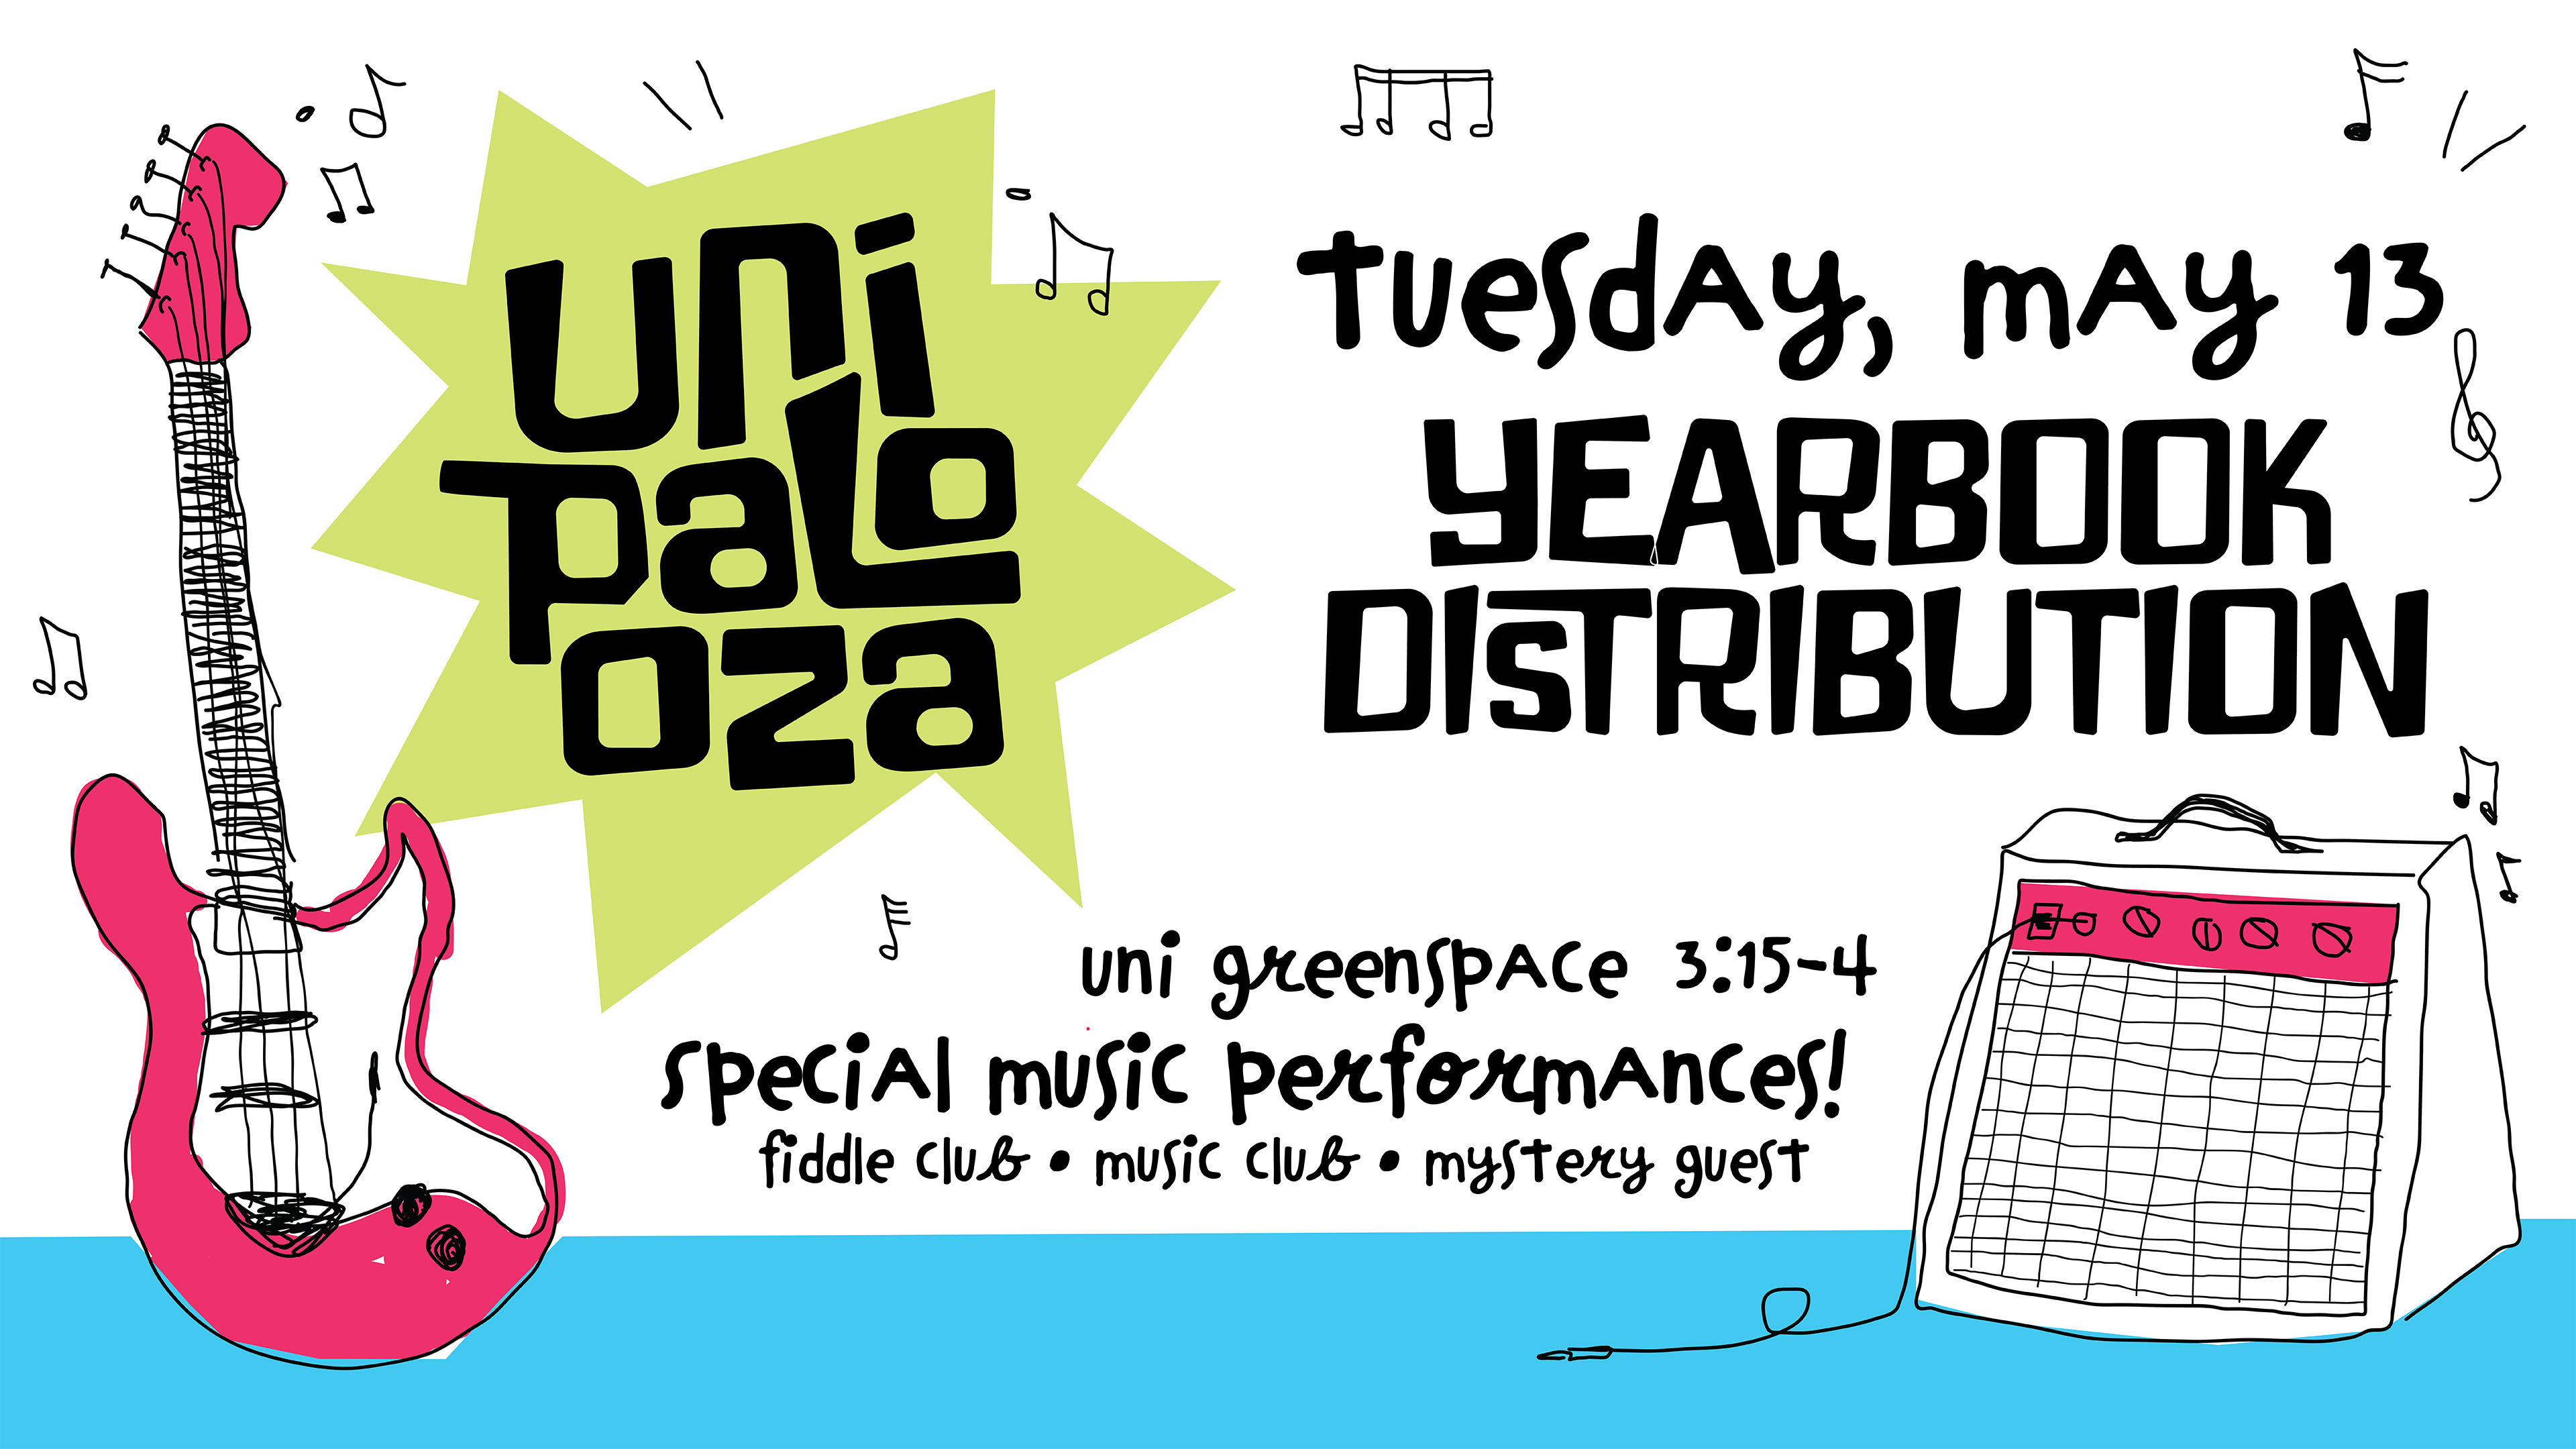 uni
palo
oza
tuesday, may 13
YEARBOOK
DISTRIBUTION
uni greenspace 3:15-4
special music performances!
fiddle club • music club • mystery guest